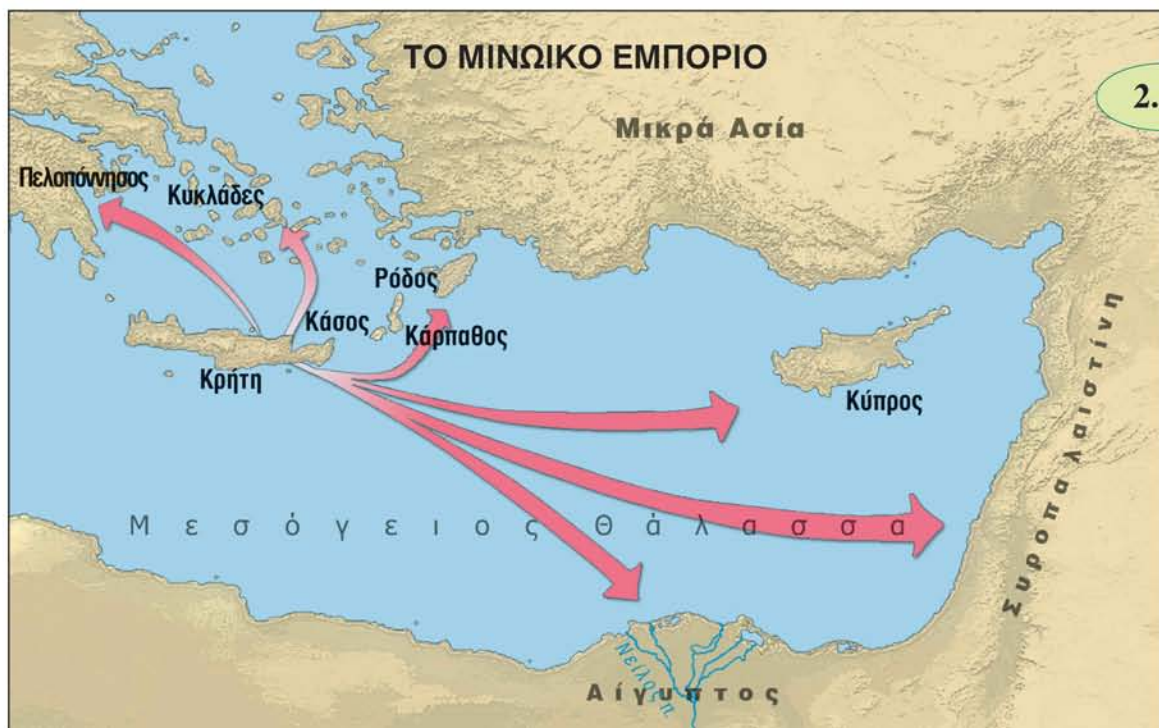 ΤΟ ΜΙΝΩΙΚΟ ΕΜΠΟΡΙΟ
2.
Μικρά Ασία
Πελοπόννησος
Κυκλάδες
Ρόδος
Κάσος
Κάρπαθος
Κρήτη
Κύπρος
Συροπαλαιστίνη
Μεσόγειος Θάλασσα
Νείλος π.
Αίγυπτος